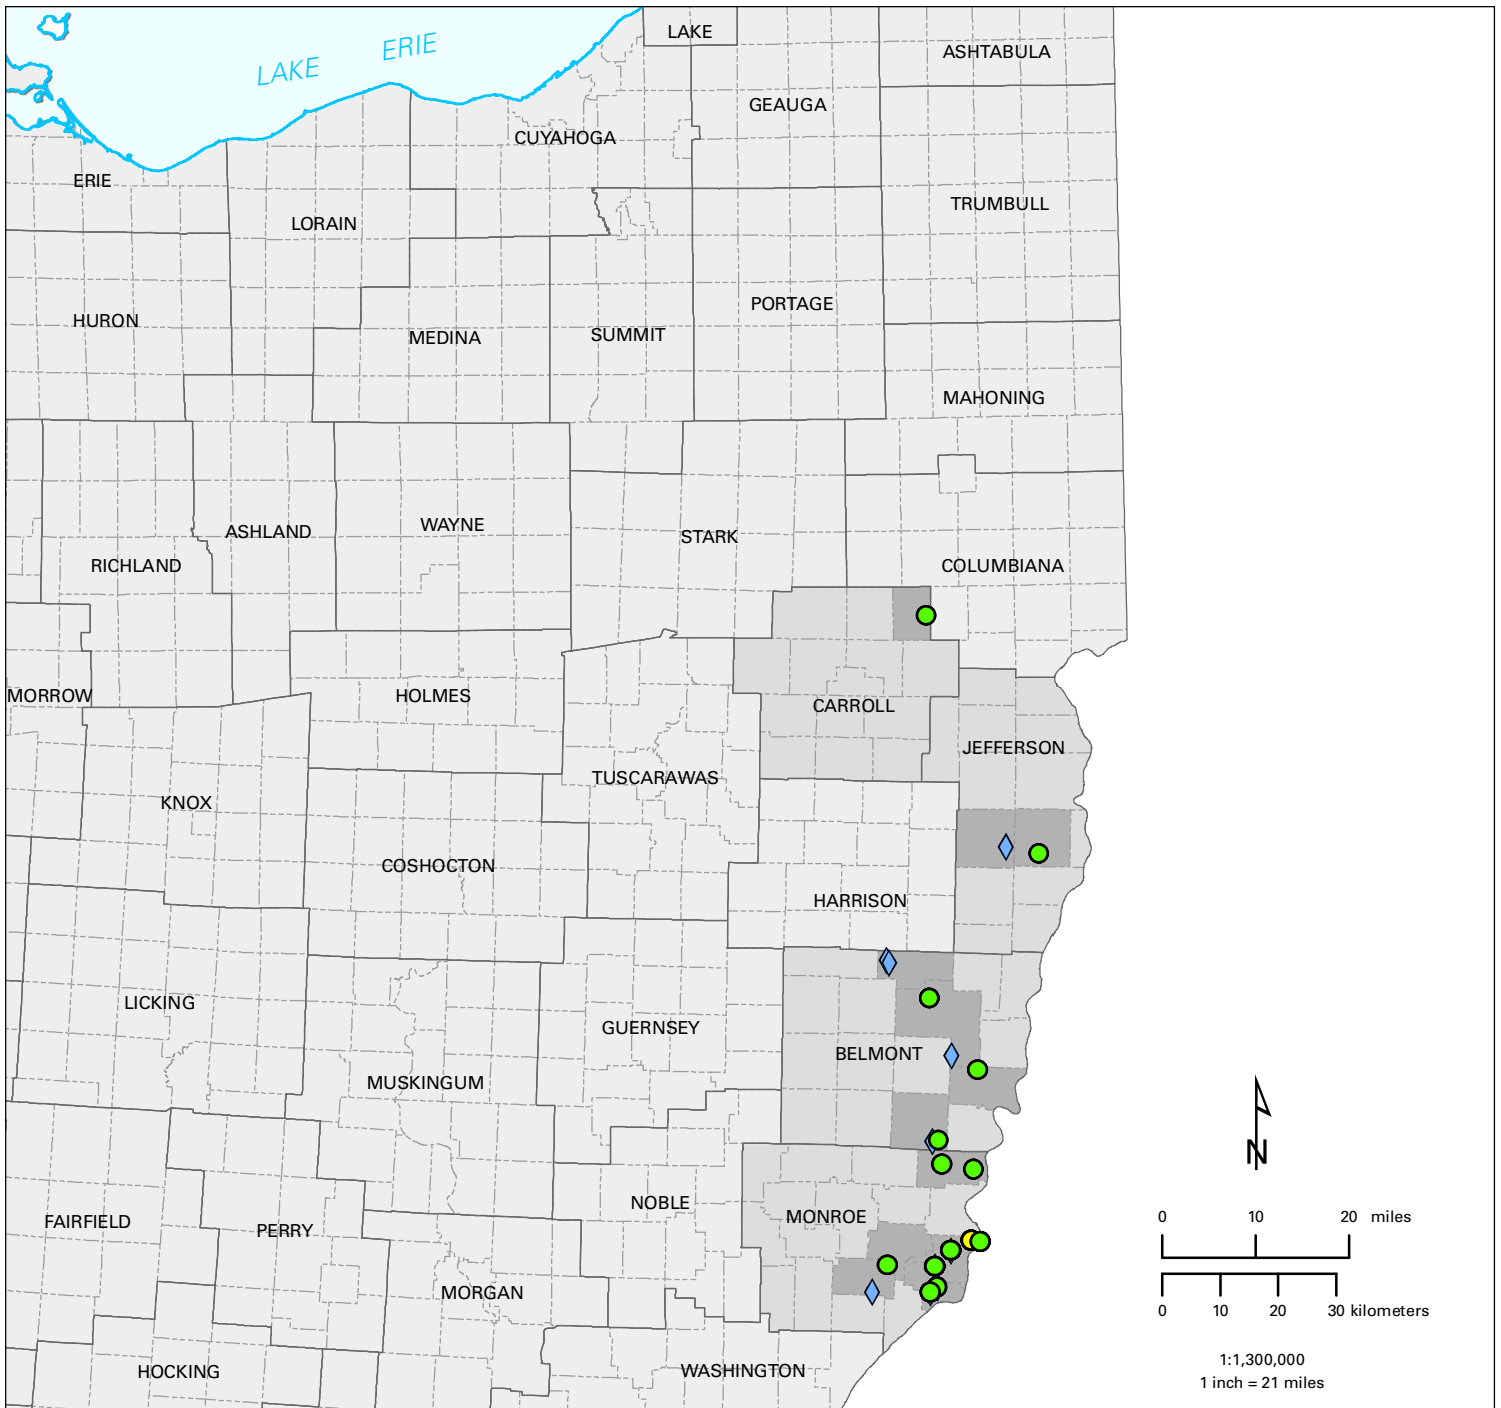 LAKE
ASHTABULA
LAKE ERIE
GEAUGA
CUYAHOGA
ERIE
TRUMBULL
LORAIN
PORTAGE
HURON
SUMMIT
MEDINA
MAHONING
WAYNE
ASHLAND
STARK
RICHLAND
COLUMBIANA
MORROW
HOLMES
CARROLL
JEFFERSON
TUSCARAWAS
KNOX
COSHOCTON
HARRISON
LICKING
GUERNSEY
BELMONT
MUSKINGUM
N
NOBLE
MONROE
FAIRFIELD
PERRY
0 10 20 miles
MORGAN
0 10 20 30 kilometers
1:1,300,000
HOCKING
WASHINGTON
1 inch = 21 miles